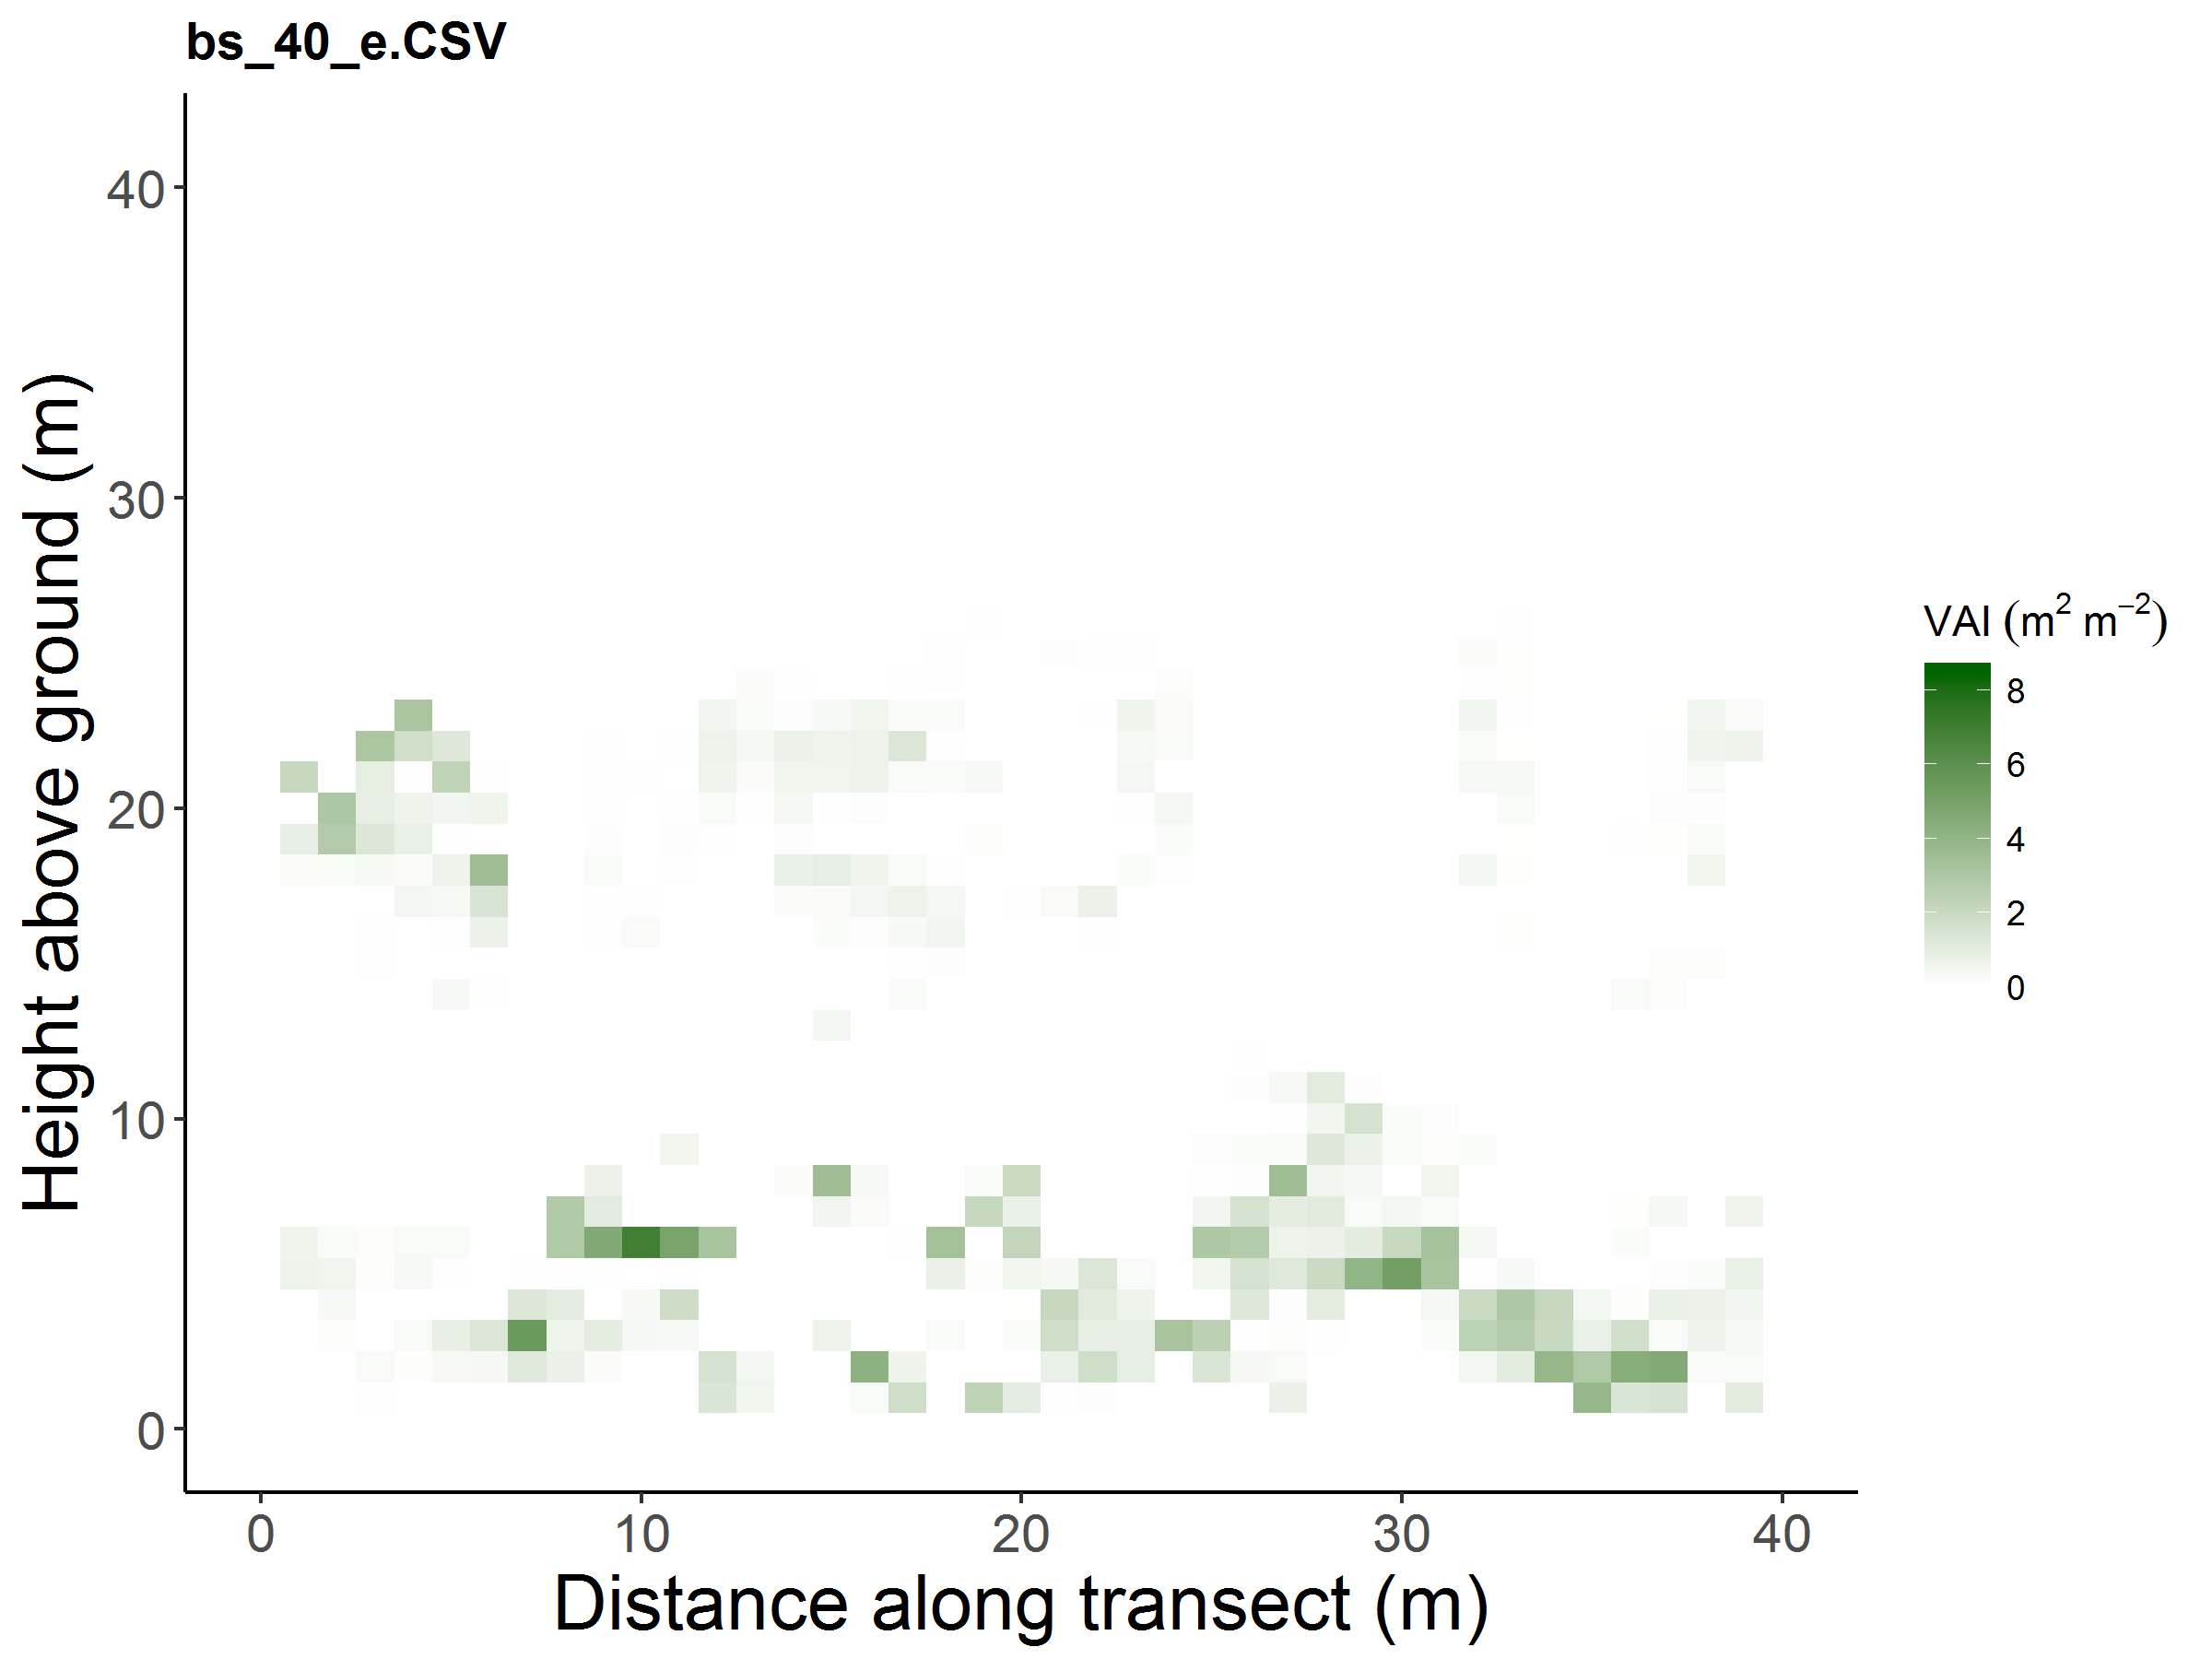 bs_40_e.CSV
40
30
20
10
0
Height above ground (m)
0 10 20 30 40
Distance along transect (m)
VAI (m² m⁻²)
8
6
4
2
0